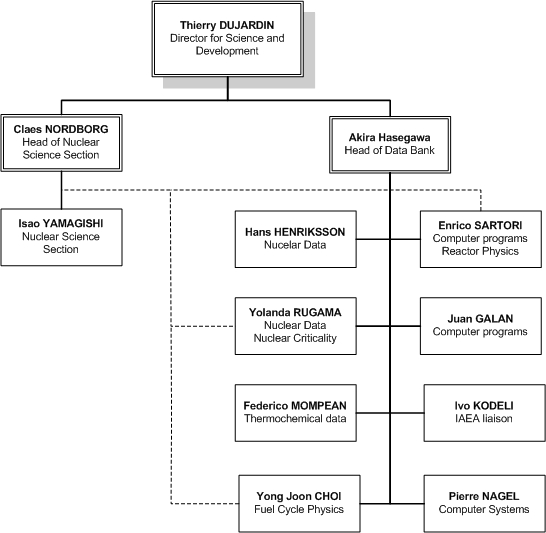 Thierry DUJARDIN
Director for Science and
Development
Claes NORDBORG
Head of Nuclear
Science Section
Akira Hasegawa
Head of Data Bank
Isao YAMAGISHI
Nuclear Science
Section
Hans HENRIKSSON
Nucelar Data
Enrico SARTORI
Computer programs
Reactor Physics
Yolanda RUGAMA
Nuclear Data
Nuclear Criticality
Juan GALAN
Computer programs
Federico MOMPEAN
Thermochemical data
Ivo KODELI
IAEA liaison
Yong Joon CHOI
Fuel Cycle Physics
Pierre NAGEL
Computer Systems